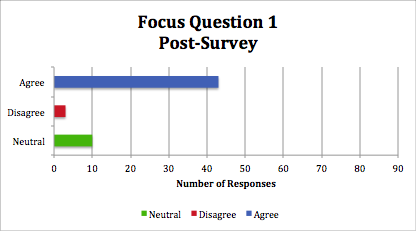 Focus Question 1
Post-Survey
Agree
Disagree
Neutral
0 10 20 30 40 50 60 70 80 90
Number of Responses
Neutral Disagree Agree